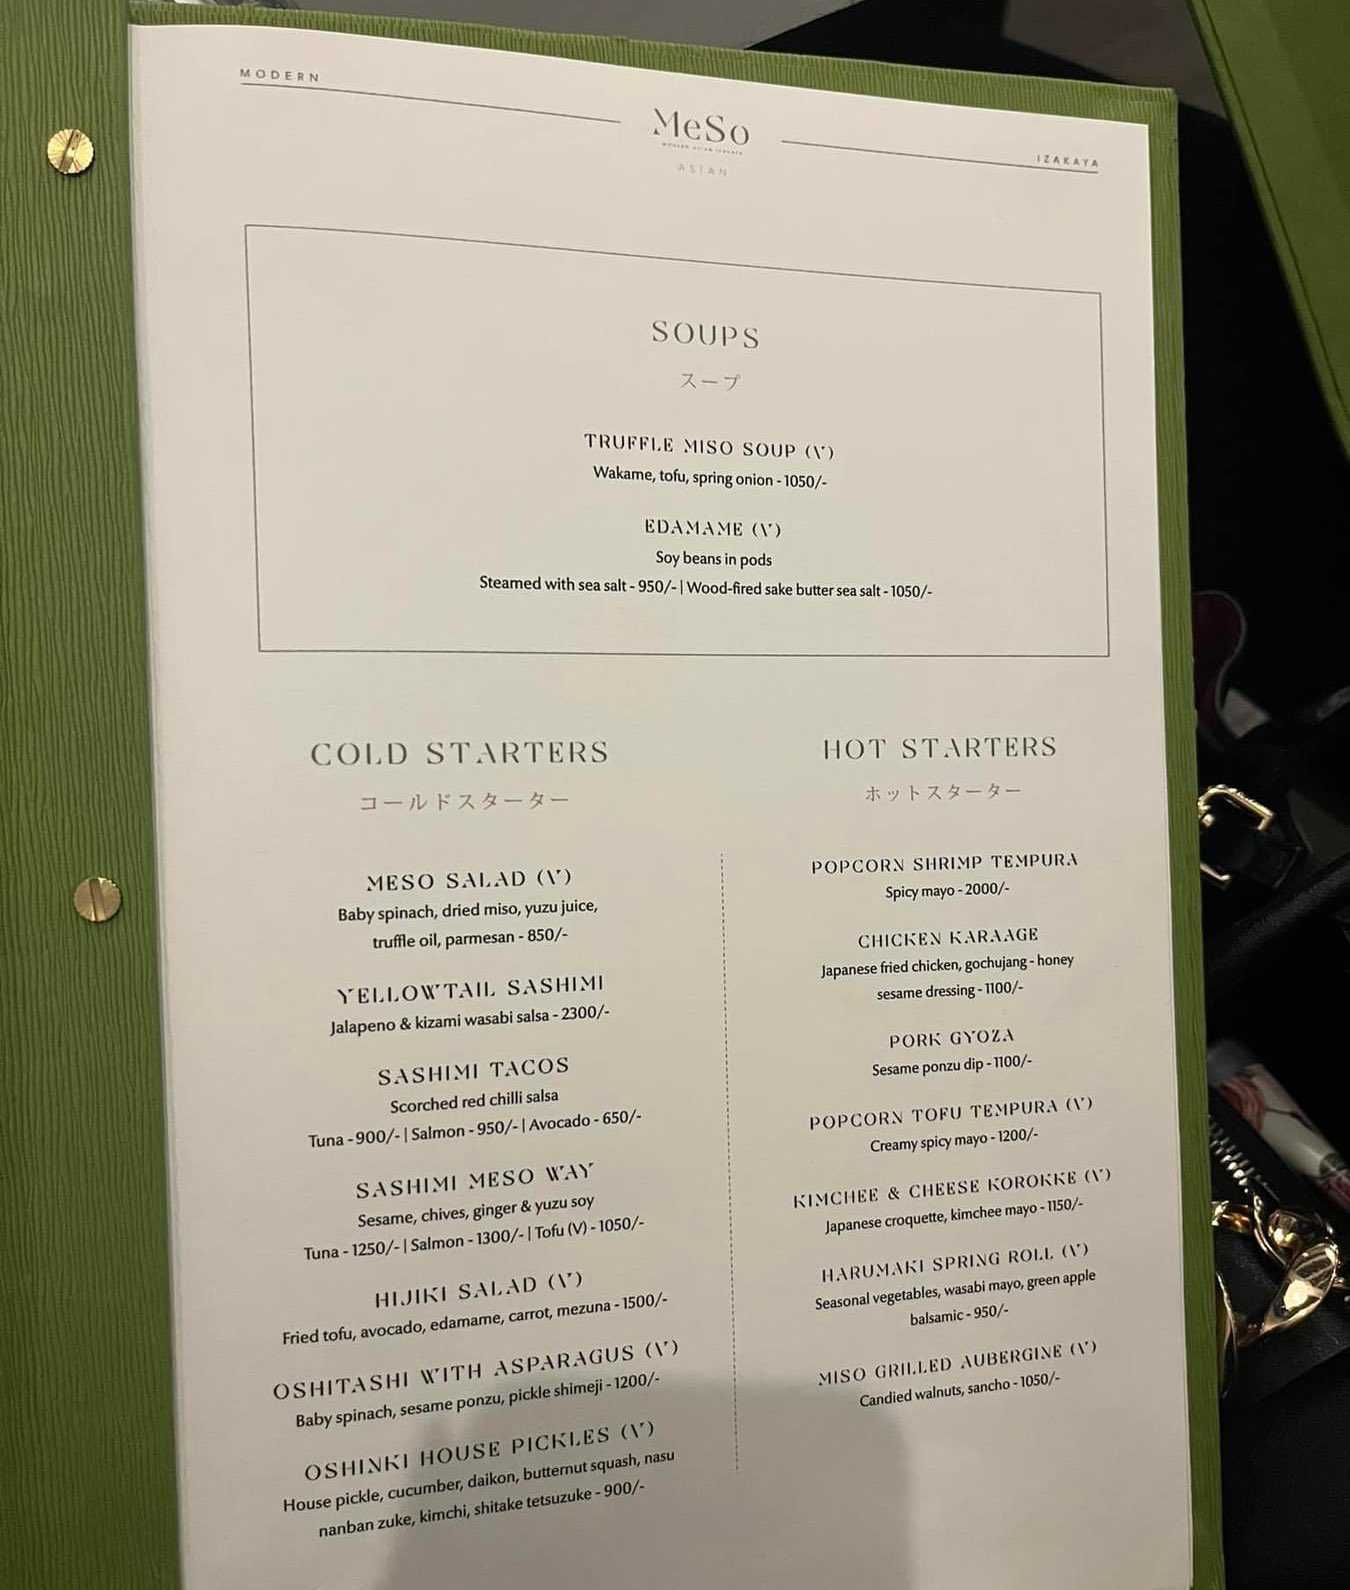 MODERN
MeSo
MODERN ASIAN IZAKAYA
ASIAN
IZAKAYA
SOUPS
スープ
TRUFFLE MISO SOUP (V)
Wakame, tofu, spring onion - 1050/-
EDAMAME (V)
Soy beans in pods
Steamed with sea salt - 950/- | Wood-fired sake butter sea salt - 1050/-
COLD STARTERS
コールドスターター
MESO SALAD (V)
Baby spinach, dried miso, yuzu juice,
truffle oil, parmesan - 850/-
YELLOWTAIL SASHIMI
Jalapeno & kizami wasabi salsa - 2300/-
SASHIMI TACOS
Scorched red chilli salsa
Tuna - 900/- | Salmon - 950/- | Avocado - 650/-
SASHIMI MESO WAY
Sesame, chives, ginger & yuzu soy
Tuna - 1250/- | Salmon - 1300/- | Tofu (V) - 1050/-
HIJIKI SALAD (V)
Fried tofu, avocado, edamame, carrot, mezuna - 1500/-
OSHITASHI WITH ASPARAGUS (V)
Baby spinach, sesame ponzu, pickle shimeji - 1200/-
OSHINKI HOUSE PICKLES (V)
House pickle, cucumber, daikon, butternut squash, nasu
nanban zuke, kimchi, shitake tetsuzuke - 900/-
HOT STARTERS
ホットスターター
POPCORN SHRIMP TEMPURA
Spicy mayo - 2000/-
CHICKEN KARAAGE
Japanese fried chicken, gochujang - honey
sesame dressing - 1100/-
PORK GYOZA
Sesame ponzu dip - 1100/-
POPCORN TOFU TEMPURA (V)
Creamy spicy mayo - 1200/-
KIMCHEE & CHEESE KOROKKE (V)
Japanese croquette, kimchee mayo - 1150/-
HARUMAKI SPRING ROLL (V)
Seasonal vegetables, wasabi mayo, green apple
balsamic - 950/-
MISO GRILLED AUBERGINE (V)
Candied walnuts, sancho - 1050/-